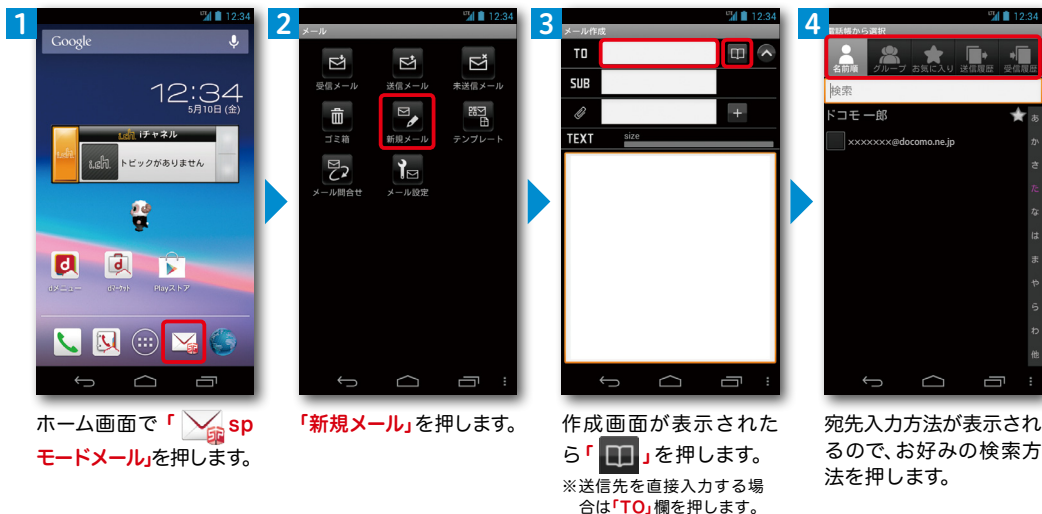 1
12:34
Google
12:34
5月10日 (金)
i.ch. iチャネル
i.ch.
i.ch. トピックがありません
dメニュー
dマーケット
Playストア
ホーム画面で「 sp
モードメール」を押します。
2
12:34
メール
受信メール
送信メール
未送信メール
ゴミ箱
新規メール
テンプレート
メール問合せ
メール設定
「新規メール」を押します。
3
12:34
メール作成
TO
SUB
TEXT
size
作成画面が表示された
ら「 」を押します。
※送信先を直接入力する場
合は「TO」欄を押します。
4
12:34
電話帳から選択
名前順
グループ
お気に入り
送信履歴
受信履歴
検索
ドコモ 一郎
xxxxxxx@docomo.ne.jp
あ
か
さ
た
な
は
ま
や
ら
わ
他
宛先入力方法が表示され
るので、お好みの検索方
法を押します。